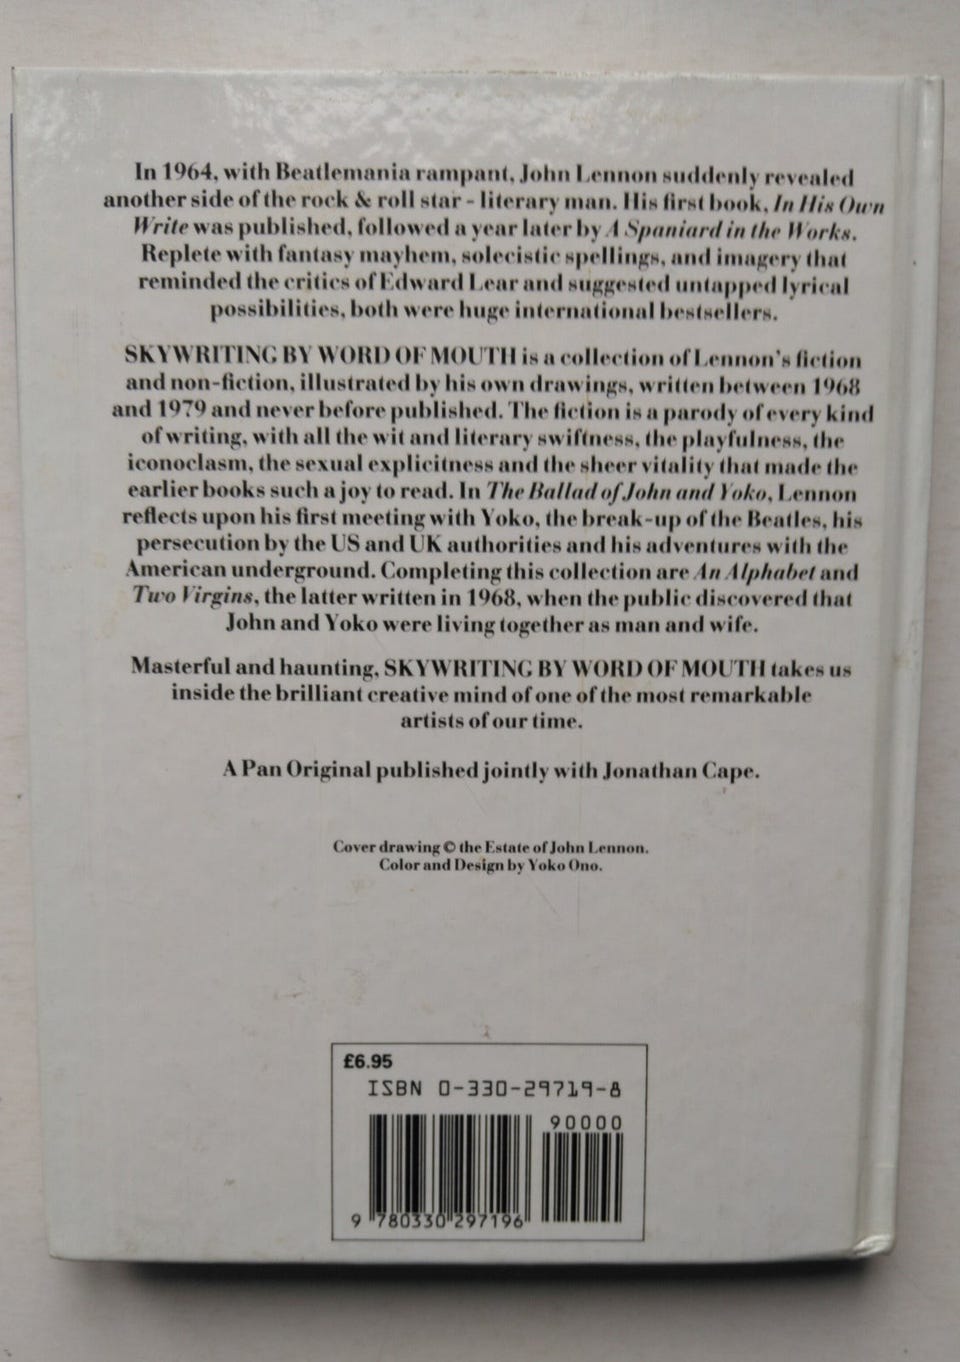 In 1964, with Beatlemania rampant, John Lennon suddenly revealed
another side of the rock & roll star - literary man. His first book, In His Own
Write was published, followed a year later by A Spaniard in the Works.
Replete with fantasy mayhem, solecistic spellings, and imagery that
reminded the critics of Edward Lear and suggested untapped lyrical
possibilities, both were huge international bestsellers.
SKYWRITING BY WORD OF MOUTH is a collection of Lennon's fiction
and non-fiction, illustrated by his own drawings, written between 1968
and 1979 and never before published. The fiction is a parody of every kind
of writing, with all the wit and literary swiftness, the playfulness, the
iconoclasm, the sexual explicitness and the sheer vitality that made the
earlier books such a joy to read. In The Ballad of John and Yoko, Lennon
reflects upon his first meeting with Yoko, the break-up of the Beatles, his
persecution by the US and UK authorities and his adventures with the
American underground. Completing this collection are An Alphabet and
Two Virgins, the latter written in 1968, when the public discovered that
John and Yoko were living together as man and wife.
Masterful and haunting, SKYWRITING BY WORD OF MOUTH takes us
inside the brilliant creative mind of one of the most remarkable
artists of our time.
A Pan Original published jointly with Jonathan Cape.
Cover drawing © the Estate of John Lennon.
Color and Design by Yoko Ono.
£6.95
ISBN 0-330-29719-8
90000
9 780330 297196